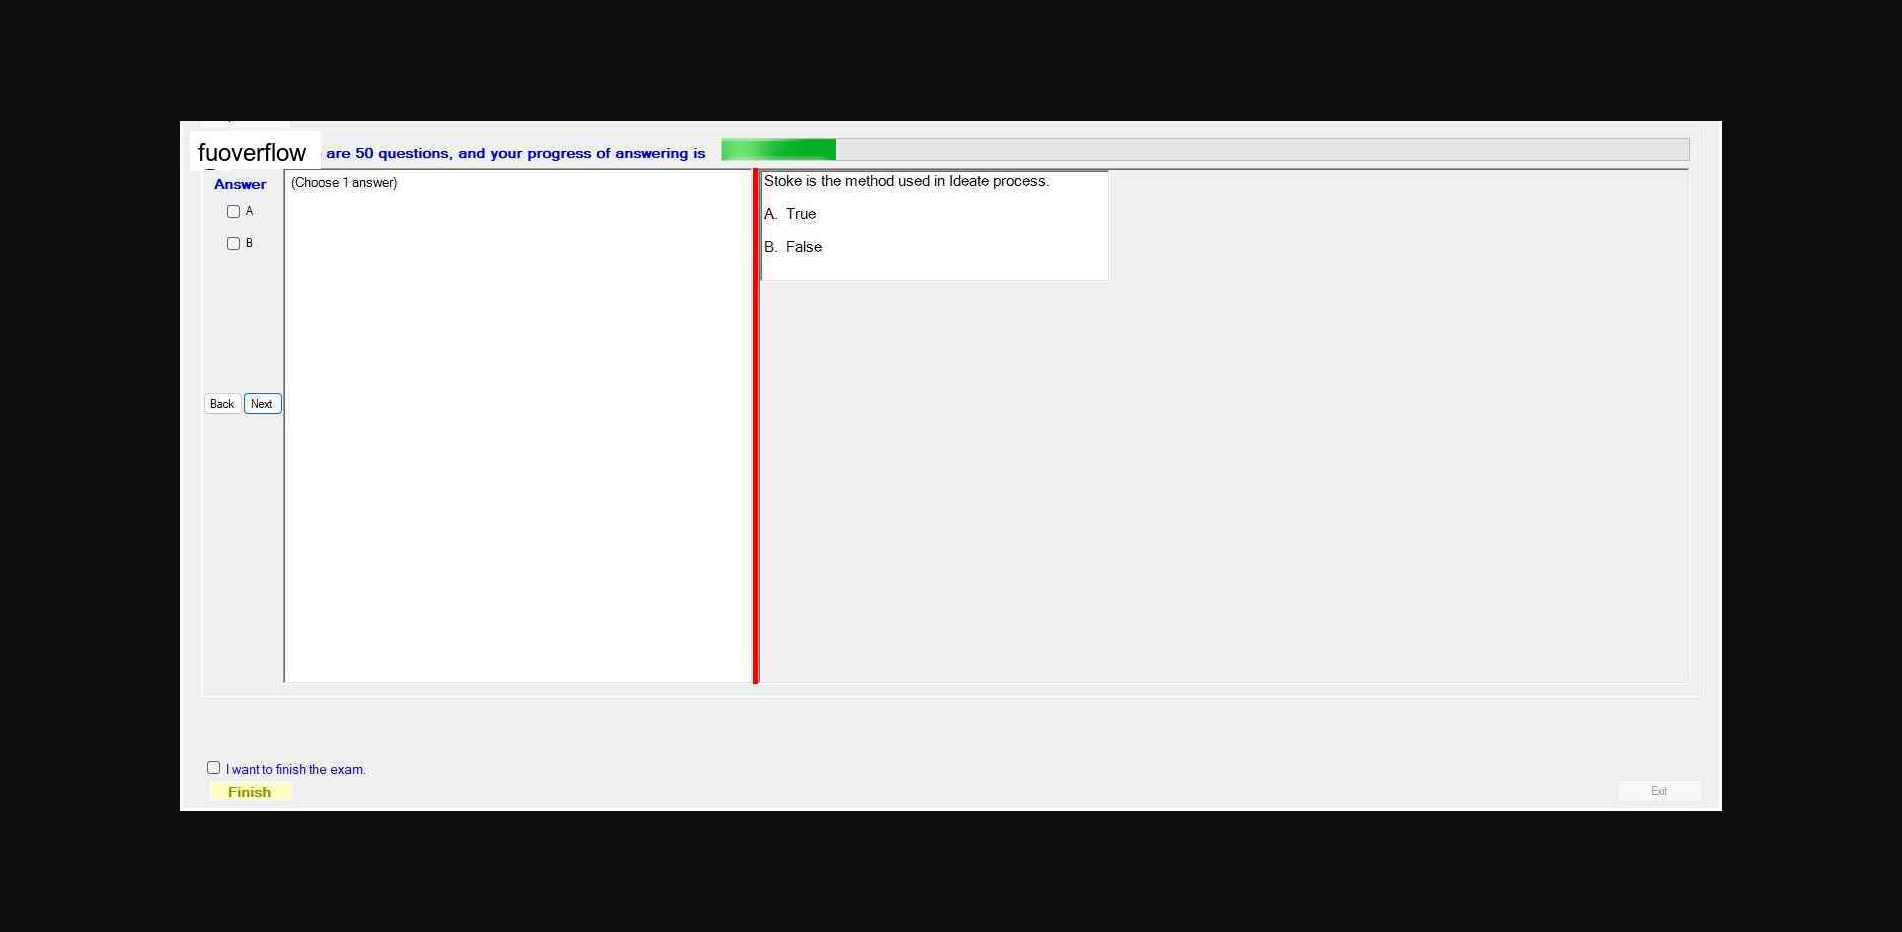 fuoverflow are 50 questions, and your progress of answering is
Answer
(Choose 1 answer)
A
B
Back Next
Stoke is the method used in Ideate process.
A. True
B. False
I want to finish the exam.
Finish
Exit